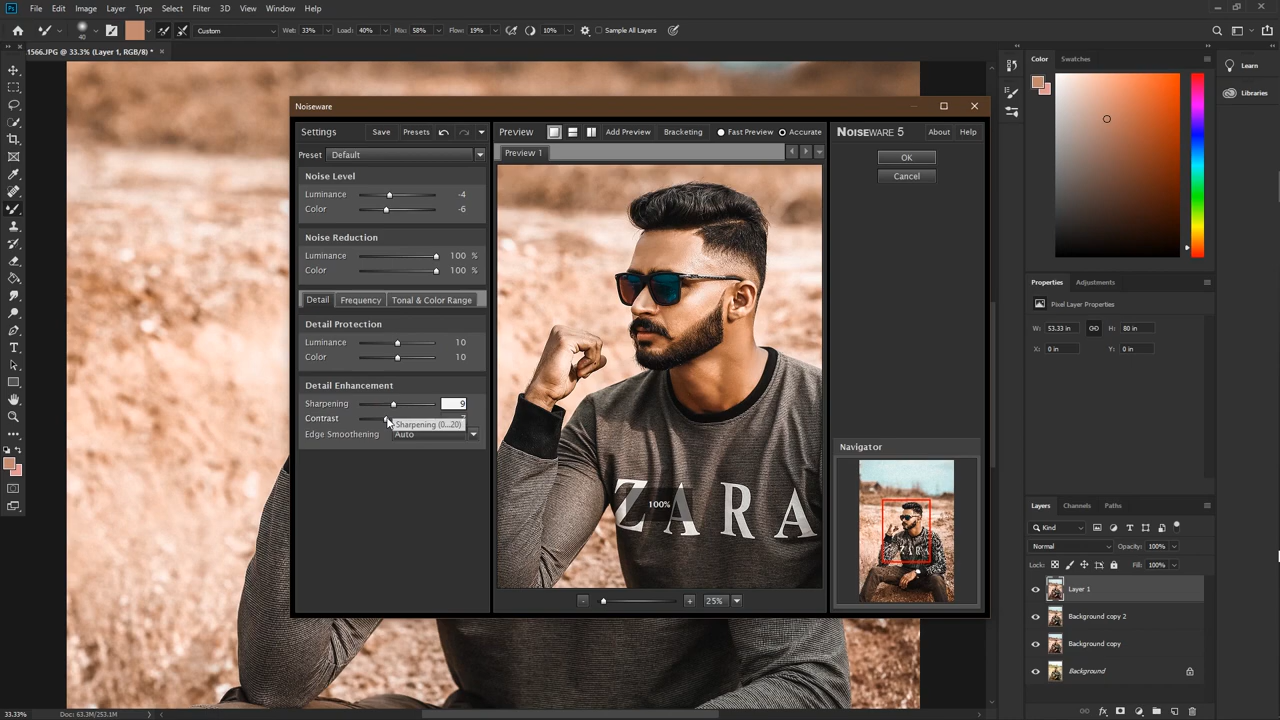 Ps File Edit Image Layer Type Select Filter 3D View Window Help
40 Custom Wet: 33% Load: 40% Mix: 58% Flow: 19% 10% Sample All Layers
1566.JPG @ 33.3% (Layer 1, RGB/8) * ×
Noiseware
Settings Save Presets
Preset Default
Noise Level
Luminance -4
Color -6
Noise Reduction
Luminance 100 %
Color 100 %
Detail Frequency Tonal & Color Range
Detail Protection
Luminance 10
Color 10
Detail Enhancement
Sharpening 9
Contrast
Sharpening (0...20)
Edge Smoothening Auto
Preview Add Preview Bracketing Fast Preview Accurate
Preview 1
ZARA
100%
- + 25%
NOISEWARE 5 About Help
OK
Cancel
Navigator
ZARA
Color Swatches
Learn
Libraries
Properties Adjustments
Pixel Layer Properties
W: 53.33 in H: 80 in
X: 0 in Y: 0 in
Layers Channels Paths
Kind
Normal Opacity: 100%
Lock: Fill: 100%
Layer 1
Background copy 2
Background copy
Background
fx
33.33% Doc: 63.3M/253.1M